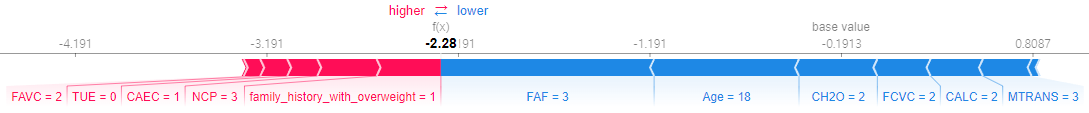 higher ⇄ lower
f(x) base value
-4.191 -3.191 -2.28 191 -1.191 -0.1913 0.8087
FAVC = 2 TUE = 0 CAEC = 1 NCP = 3 family_history_with_overweight = 1 FAF = 3 Age = 18 CH2O = 2 FCVC = 2 CALC = 2 MTRANS = 3